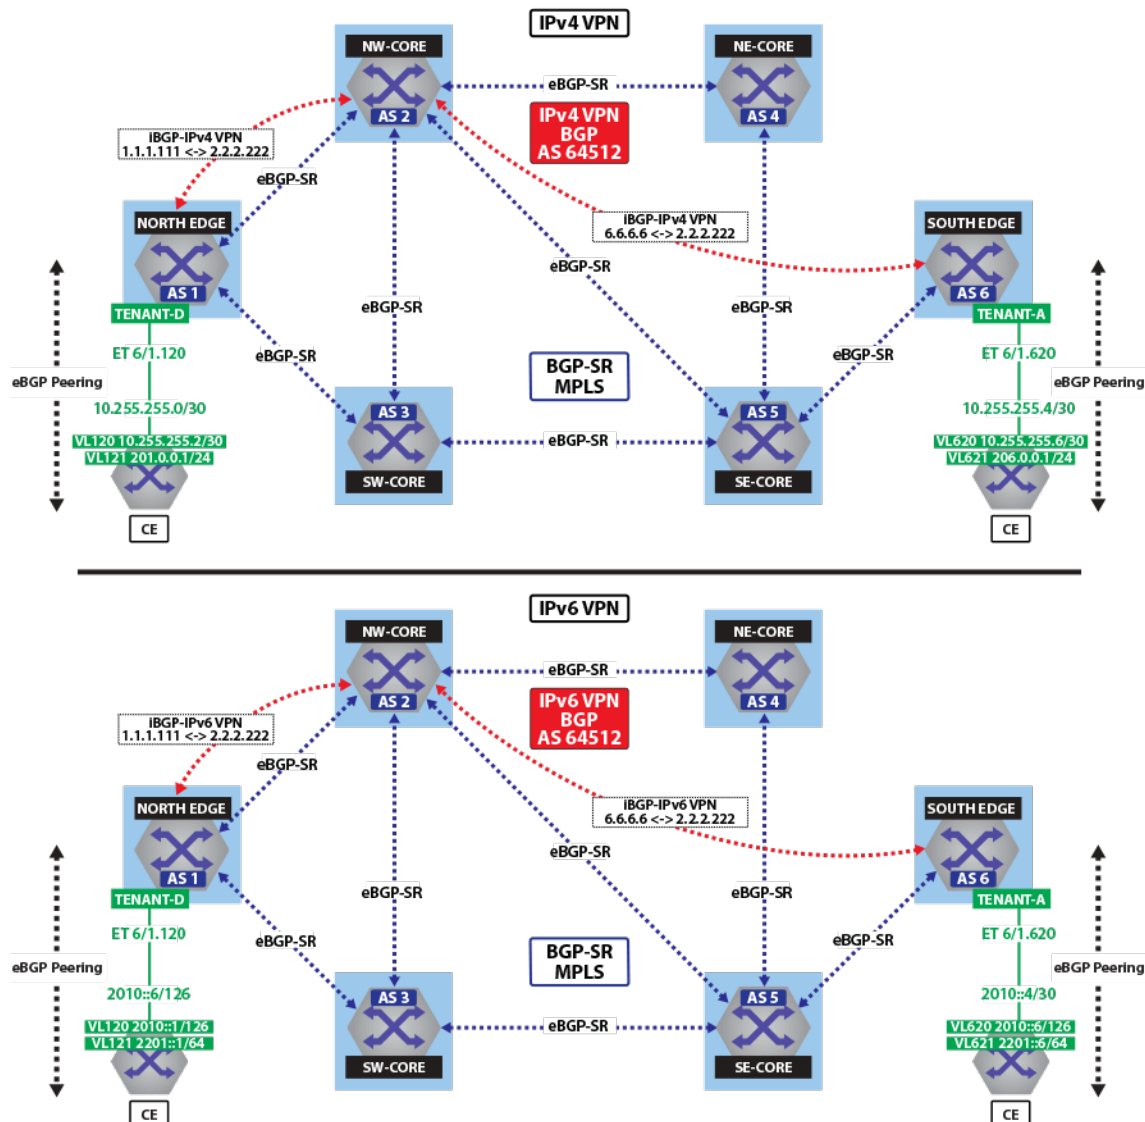 IPv4 VPN
NW-CORE
AS 2
eBGP-SR
NE-CORE
AS 4
IPv4 VPN
BGP
AS 64512
iBGP-IPv4 VPN
1.1.1.111 <-> 2.2.2.222
eBGP-SR
NORTH EDGE
AS 1
TENANT-D
iBGP-IPv4 VPN
6.6.6.6 <-> 2.2.2.222
SOUTH EDGE
AS 6
TENANT-A
eBGP-SR
eBGP-SR
eBGP-SR
eBGP-SR
eBGP-SR
ET 6/1.120
eBGP Peering
10.255.255.0/30
VL120 10.255.255.2/30
VL121 201.0.0.1/24
CE
BGP-SR
MPLS
AS 3
SW-CORE
eBGP-SR
AS 5
SE-CORE
ET 6/1.620
eBGP Peering
10.255.255.4/30
VL620 10.255.255.6/30
VL621 206.0.0.1/24
CE
IPv6 VPN
NW-CORE
AS 2
eBGP-SR
NE-CORE
AS 4
IPv6 VPN
BGP
AS 64512
iBGP-IPv6 VPN
1.1.1.111 <-> 2.2.2.222
eBGP-SR
NORTH EDGE
AS 1
TENANT-D
iBGP-IPv6 VPN
6.6.6.6 <-> 2.2.2.222
SOUTH EDGE
AS 6
TENANT-A
eBGP-SR
eBGP-SR
eBGP-SR
eBGP-SR
eBGP-SR
ET 6/1.120
eBGP Peering
2010::6/126
VL120 2010::1/126
VL121 2201::1/64
CE
BGP-SR
MPLS
AS 3
SW-CORE
eBGP-SR
AS 5
SE-CORE
ET 6/1.620
eBGP Peering
2010::4/30
VL620 2010::6/126
VL621 2201::6/64
CE